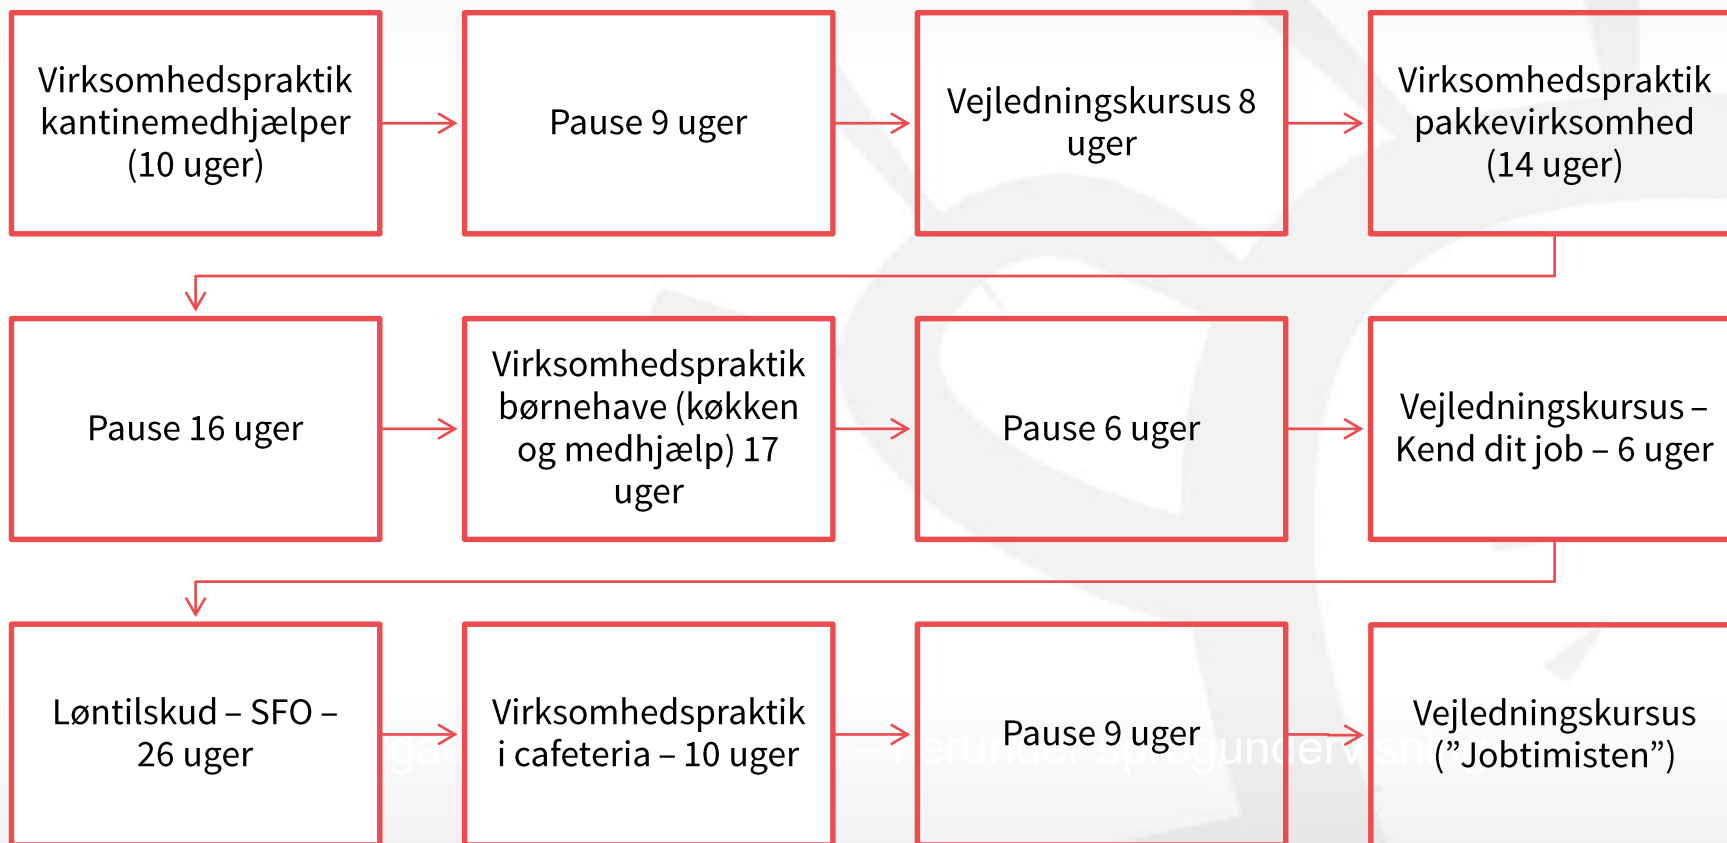 Virksomhedspraktik
kantinemedhjælper
(10 uger)
Pause 9 uger
Vejledningskursus 8
uger
Virksomhedspraktik
pakkevirksomhed
(14 uger)
Pause 16 uger
Virksomhedspraktik
børnehave (køkken
og medhjælp) 17
uger
Pause 6 uger
Vejledningskursus –
Kend dit job – 6 uger
Løntilskud – SFO –
26 uger
Virksomhedspraktik
i cafeteria – 10 uger
Pause 9 uger
Vejledningskursus
(”Jobtimisten”)